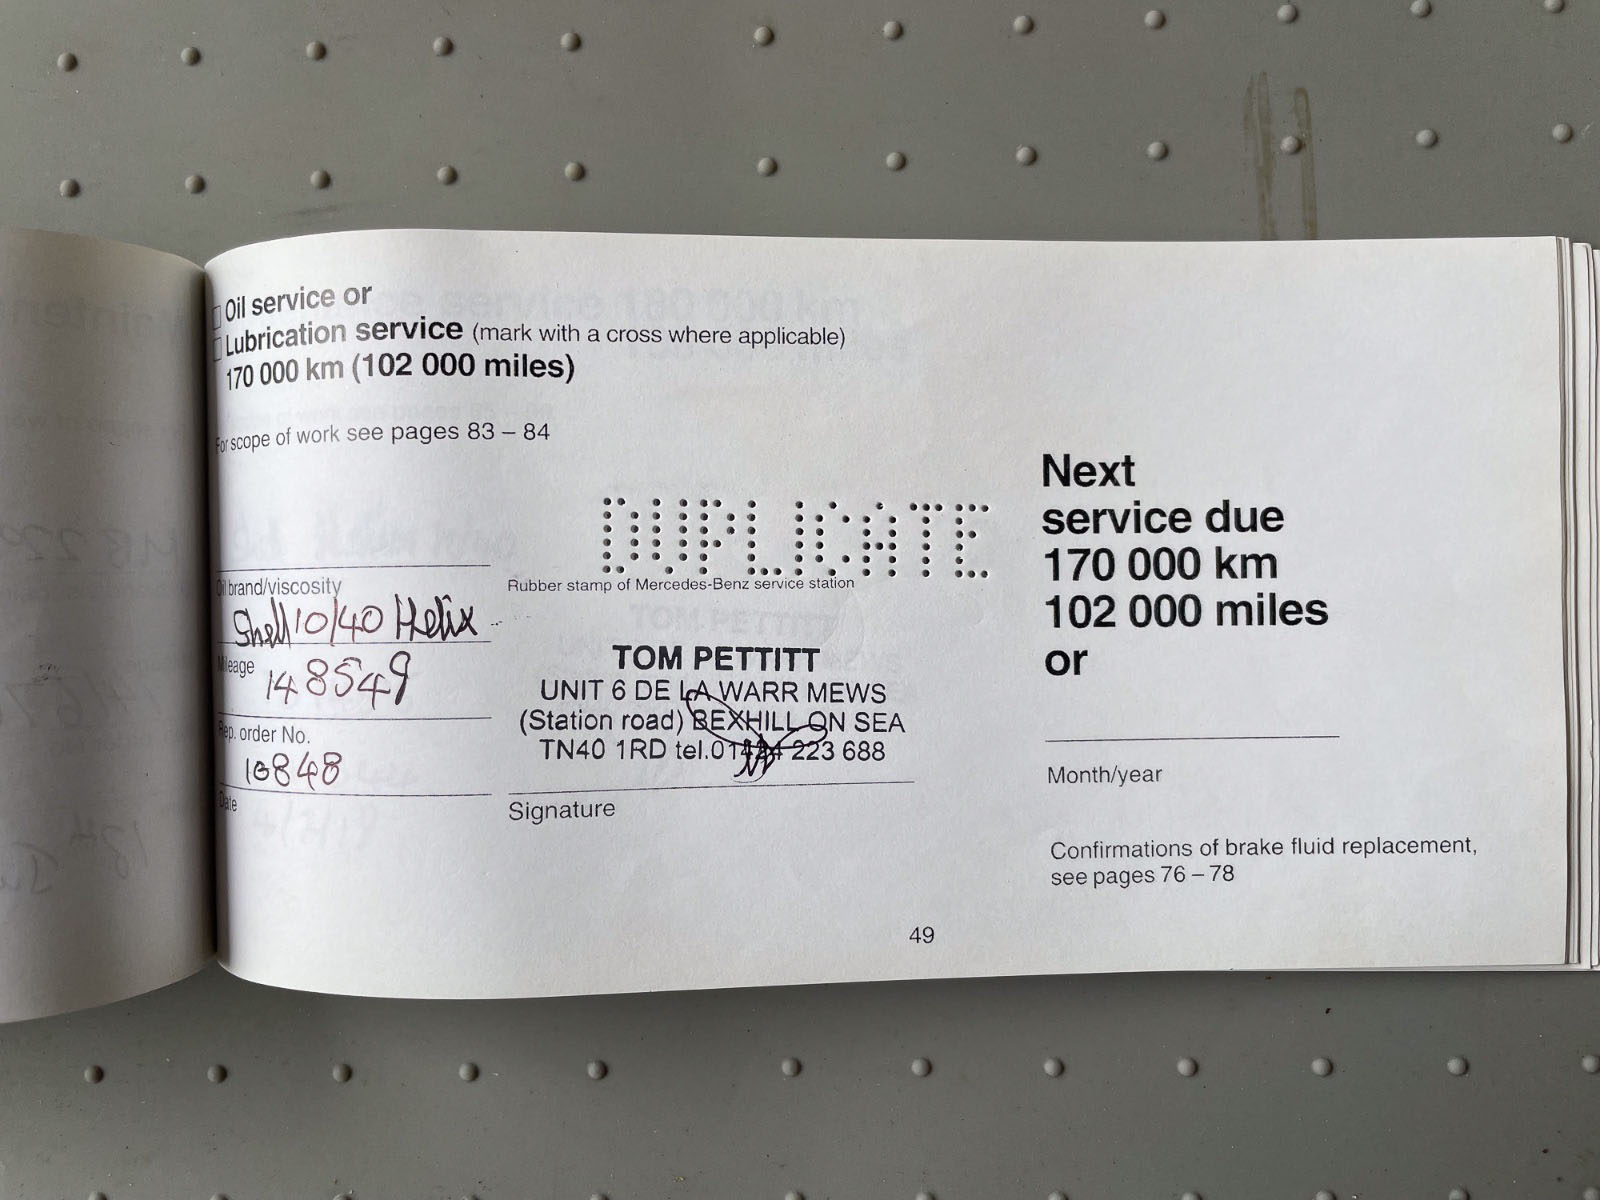 Oil service or
Lubrication service (mark with a cross where applicable)
170 000 km (102 000 miles)
For scope of work see pages 83 – 84
DUPLICATE
Oil brand/viscosity
Rubber stamp of Mercedes-Benz service station
Shell 10/40 Helix
Mileage
148549
Rep. order No.
10848
Date
TOM PETTITT
UNIT 6 DE LA WARR MEWS
(Station road) BEXHILL ON SEA
TN40 1RD tel.01424 223 688
Signature
Next
service due
170 000 km
102 000 miles
or
Month/year
Confirmations of brake fluid replacement,
see pages 76 – 78
49